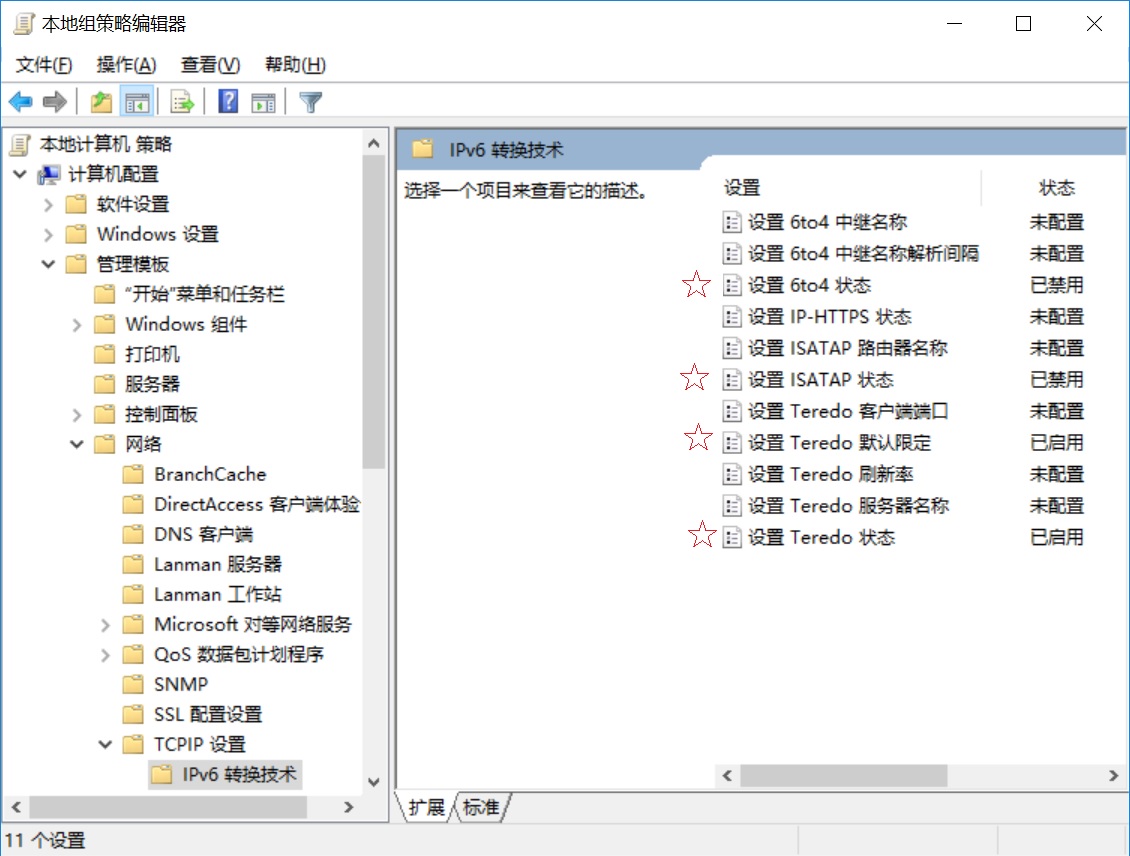 本地组策略编辑器
文件(F) 操作(A) 查看(V) 帮助(H)
本地计算机 策略
计算机配置
软件设置
Windows 设置
管理模板
“开始”菜单和任务栏
Windows 组件
打印机
服务器
控制面板
网络
BranchCache
DirectAccess 客户端体验
DNS 客户端
Lanman 服务器
Lanman 工作站
Microsoft 对等网络服务
QoS 数据包计划程序
SNMP
SSL 配置设置
TCPIP 设置
IPv6 转换技术
IPv6 转换技术
选择一个项目来查看它的描述。
设置 状态
设置 6to4 中继名称 未配置
设置 6to4 中继名称解析间隔 未配置
设置 6to4 状态 已禁用
设置 IP-HTTPS 状态 未配置
设置 ISATAP 路由器名称 未配置
设置 ISATAP 状态 已禁用
设置 Teredo 客户端端口 未配置
设置 Teredo 默认限定 已启用
设置 Teredo 刷新率 未配置
设置 Teredo 服务器名称 未配置
设置 Teredo 状态 已启用
扩展 标准
11 个设置